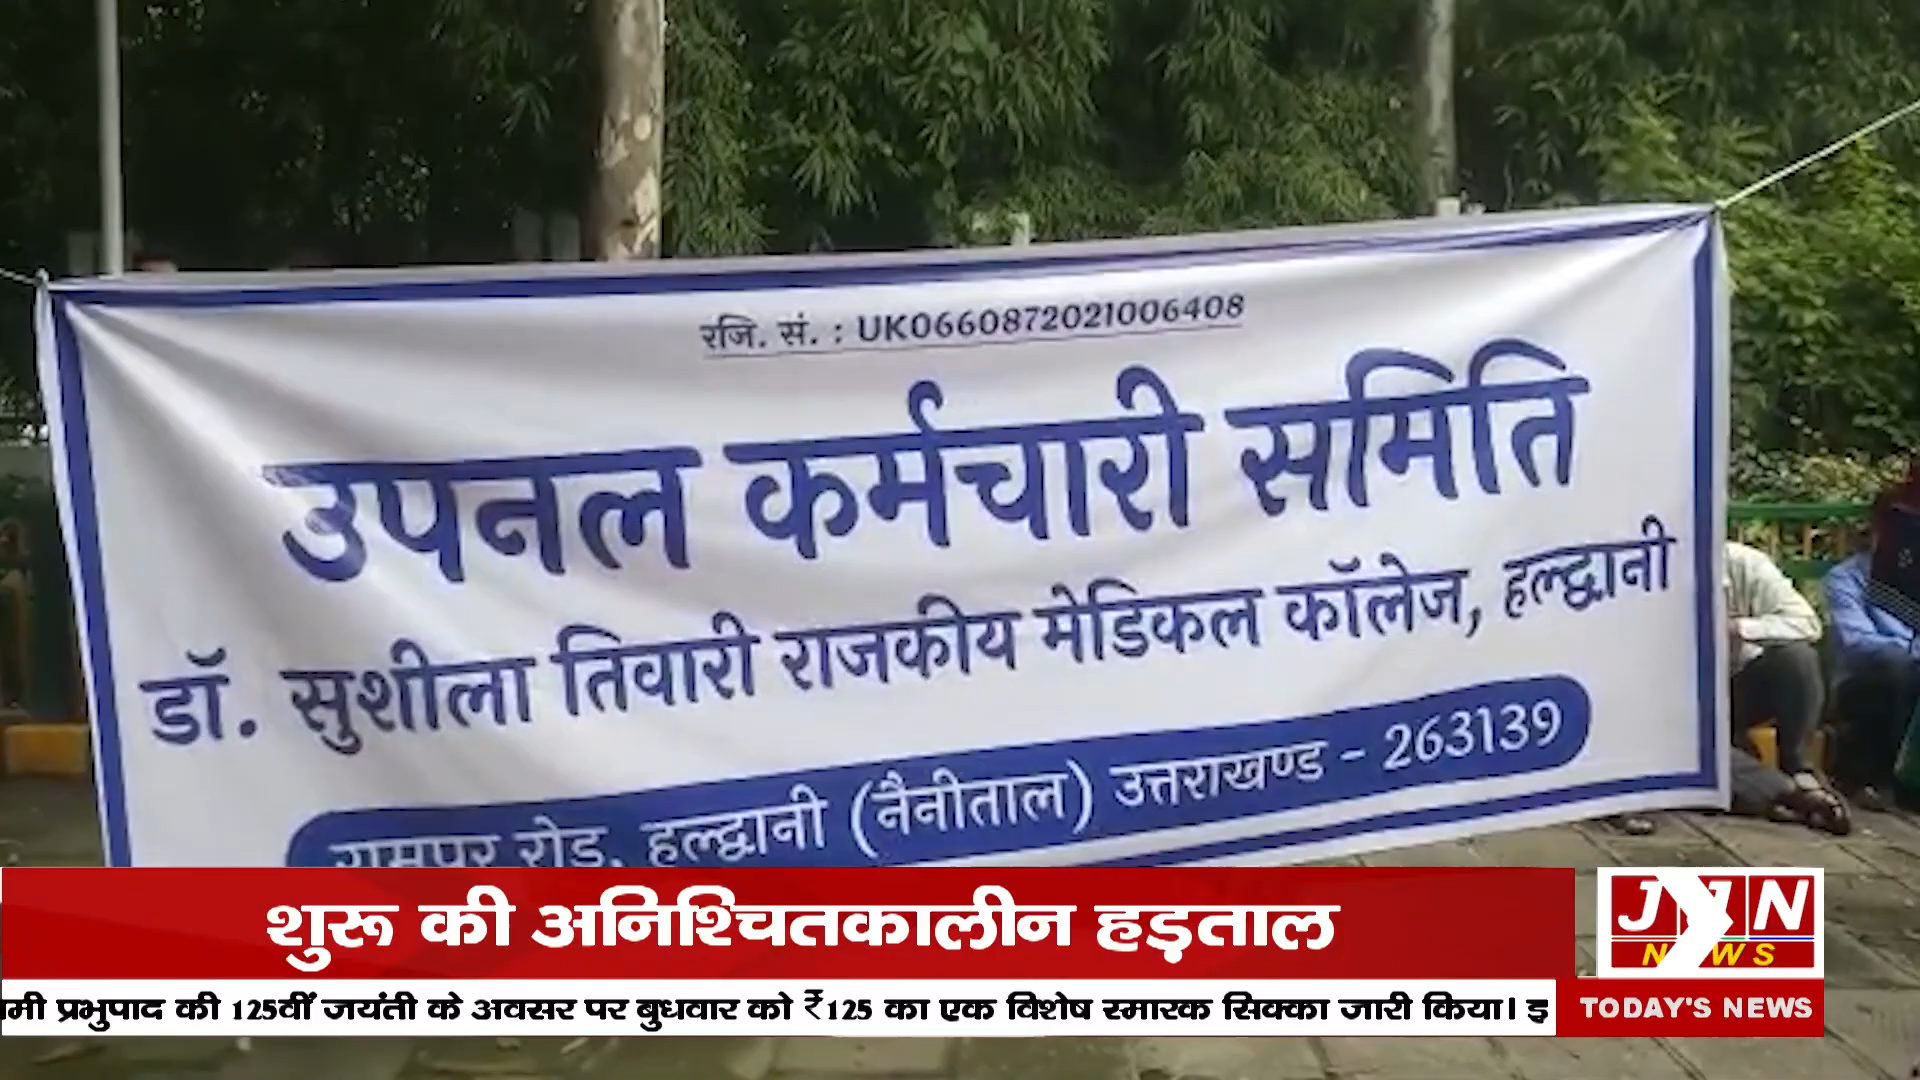 रजि. सं. : UK0660872021006408
उपनल कर्मचारी समिति
डॉ. सुशीला तिवारी राजकीय मेडिकल कॉलेज, हल्द्वानी
रोड, हल्द्वानी (नैनीताल) उत्तराखण्ड - 263139
शुरू की अनिश्चितकालीन हड़ताल
JNN
NEWS
प्रभुपाद की 125वीं जयंती के अवसर पर बुधवार को ₹125 का एक विशेष स्मारक सिक्का जारी किया।
TODAY'S NEWS